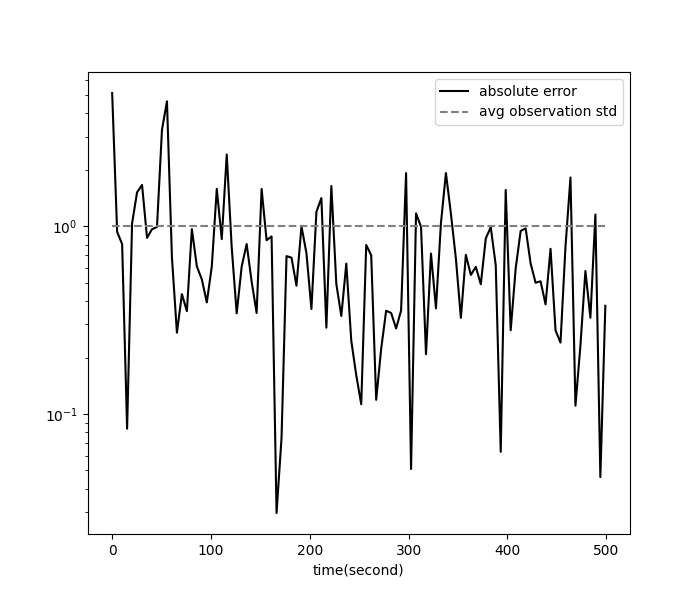 absolute error
avg observation std
10⁰
10⁻¹
0 100 200 300 400 500
time(second)